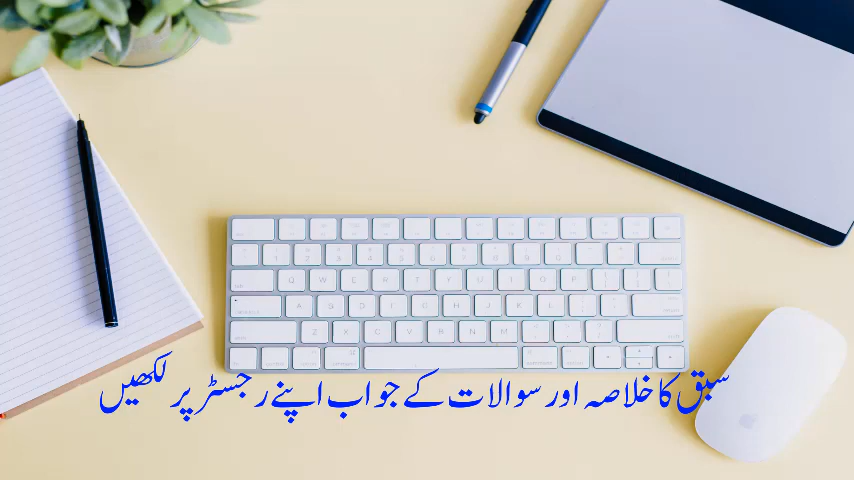 سبق کا خلاصہ اور سوالات کے جواب اپنے رجسٹر پر لکھیں